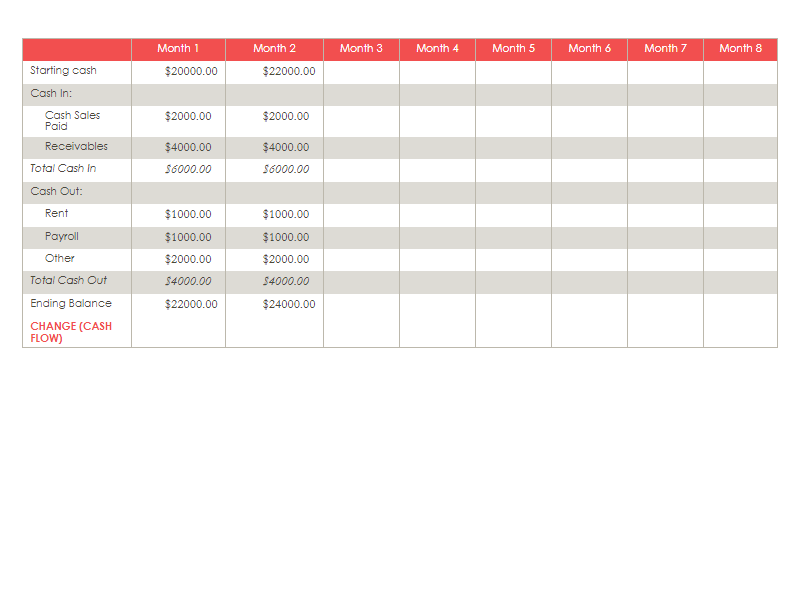 Month 1 Month 2 Month 3 Month 4 Month 5 Month 6 Month 7 Month 8
Starting cash $20000.00 $22000.00
Cash In:
Cash Sales $2000.00 $2000.00
Paid
Receivables $4000.00 $4000.00
Total Cash In $6000.00 $6000.00
Cash Out:
Rent $1000.00 $1000.00
Payroll $1000.00 $1000.00
Other $2000.00 $2000.00
Total Cash Out $4000.00 $4000.00
Ending Balance $22000.00 $24000.00
CHANGE (CASH
FLOW)